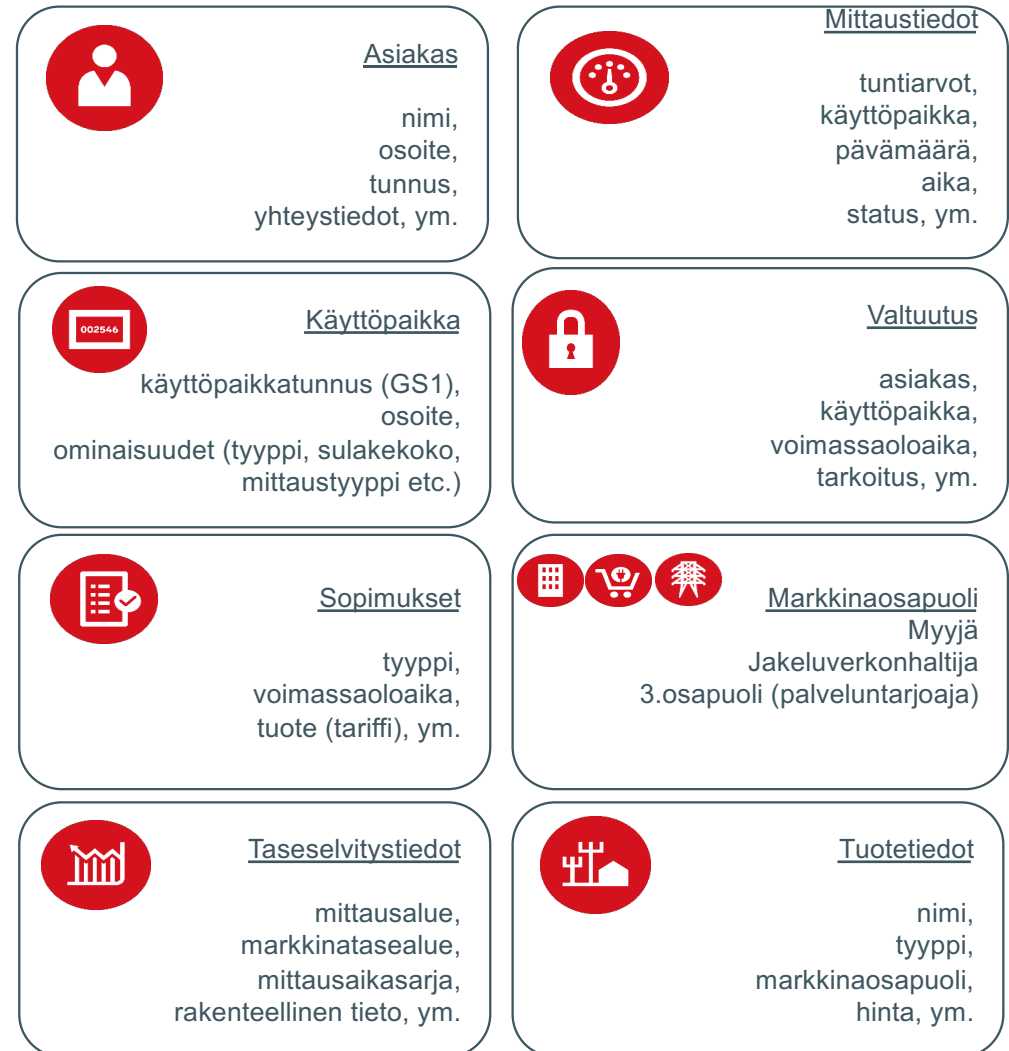 Asiakas
nimi,
osoite,
tunnus,
yhteystiedot, ym.
Mittaustiedot
tuntiarvot,
käyttöpaikka,
pävämäärä,
aika,
status, ym.
002546
Käyttöpaikka
käyttöpaikkatunnus (GS1),
osoite,
ominaisuudet (tyyppi, sulakekoko,
mittaustyyppi etc.)
Valtuutus
asiakas,
käyttöpaikka,
voimassaoloaika,
tarkoitus, ym.
Sopimukset
tyyppi,
voimassaoloaika,
tuote (tariffi), ym.
Markkinaosapuoli
Myyjä
Jakeluverkonhaltija
3.osapuoli (palveluntarjoaja)
Taseselvitystiedot
mittausalue,
markkinatasealue,
mittausaikasarja,
rakenteellinen tieto, ym.
Tuotetiedot
nimi,
tyyppi,
markkinaosapuoli,
hinta, ym.